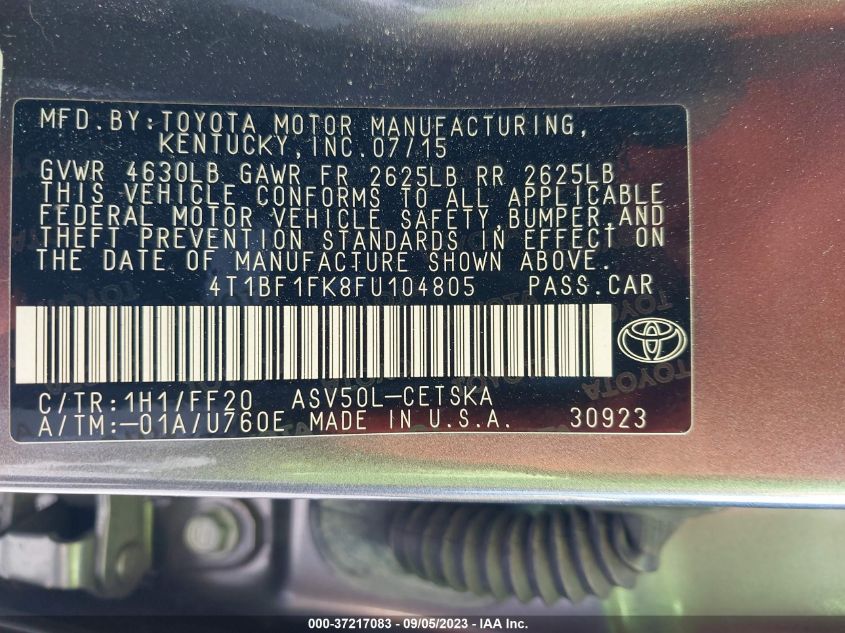 MFD.BY:TOYOTA MOTOR MANUFACTURING,
KENTUCKY,INC.07/15
GVWR 4630LB GAWR FR 2625LB RR 2625LB
THIS VEHICLE CONFORMS TO ALL APPLICABLE
FEDERAL MOTOR VEHICLE SAFETY,BUMPER,AND
THEFT PREVENTION STANDARDS IN EFFECT ON
THE DATE OF MANUFACTURE SHOWN ABOVE.
4T1BF1FK8FU104805 PASS.CAR
C/TR:1H1/FF20 ASV50L-CETSKA
A/TM:-01A/U760E MADE IN U.S.A. 30923
000-37217083 - 09/05/2023 - IAA Inc.